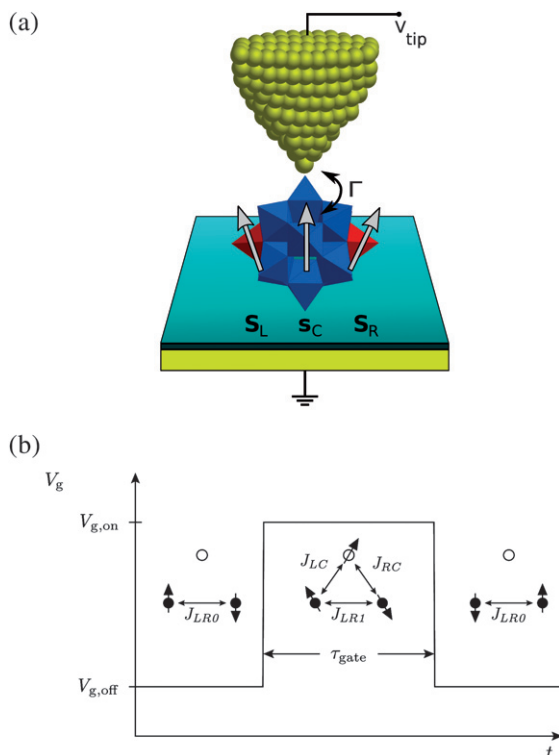 (a)
V_tip
Γ
S_L s_C S_R
(b)
V_g
V_g,on
J_LC J_RC
J_LR0 J_LR1 J_LR0
τ_gate
V_g,off
t